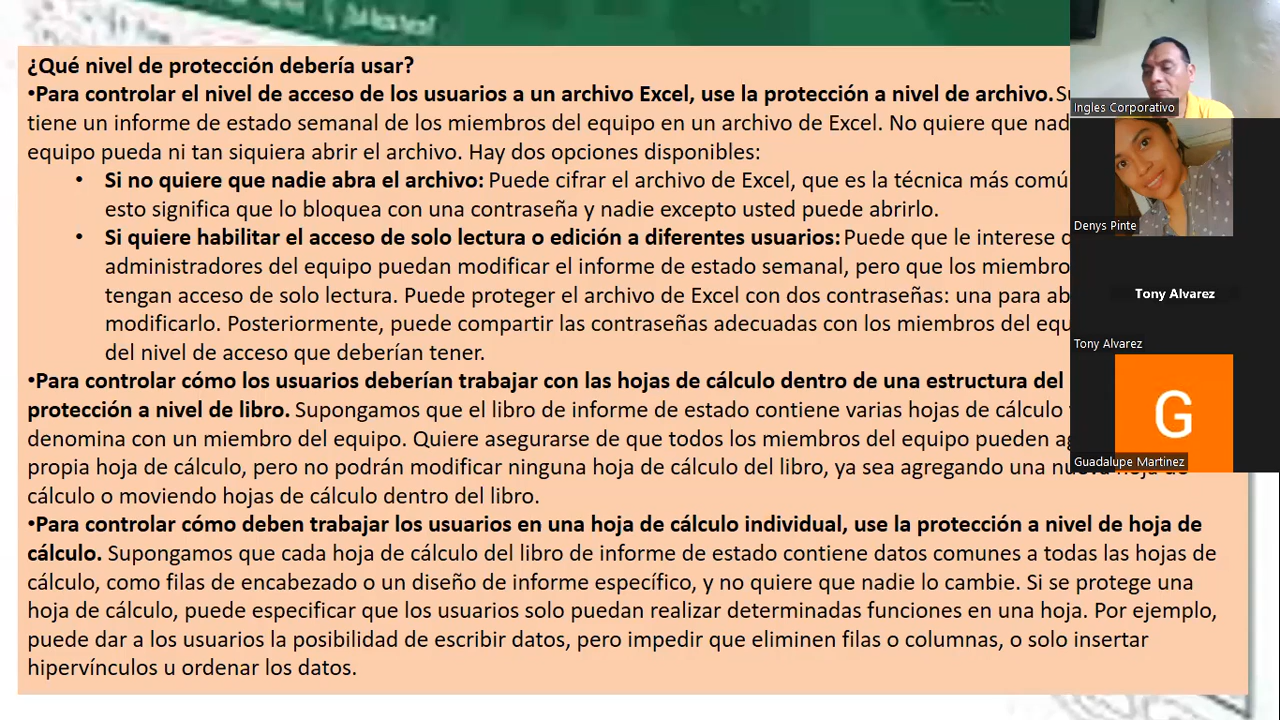 ¿Qué nivel de protección debería usar?
•Para controlar el nivel de acceso de los usuarios a un archivo Excel, use la protección a nivel de archivo.
tiene un informe de estado semanal de los miembros del equipo en un archivo de Excel. No quiere que
equipo pueda ni tan siquiera abrir el archivo. Hay dos opciones disponibles:
• Si no quiere que nadie abra el archivo: Puede cifrar el archivo de Excel, que es la técnica más
esto significa que lo bloquea con una contraseña y nadie excepto usted puede abrirlo.
• Si quiere habilitar el acceso de solo lectura o edición a diferentes usuarios: Puede que le interese
administradores del equipo puedan modificar el informe de estado semanal, pero que los
tengan acceso de solo lectura. Puede proteger el archivo de Excel con dos contraseñas: una para
modificarlo. Posteriormente, puede compartir las contraseñas adecuadas con los miembros del
del nivel de acceso que deberían tener.
•Para controlar cómo los usuarios deberían trabajar con las hojas de cálculo dentro de una estructura del
protección a nivel de libro. Supongamos que el libro de informe de estado contiene varias hojas de cálculo
denomina con un miembro del equipo. Quiere asegurarse de que todos los miembros del equipo pueden
propia hoja de cálculo, pero no podrán modificar ninguna hoja de cálculo del libro, ya sea agregando una nueva hoja de
cálculo o moviendo hojas de cálculo dentro del libro.
•Para controlar cómo deben trabajar los usuarios en una hoja de cálculo individual, use la protección a nivel de hoja de
cálculo. Supongamos que cada hoja de cálculo del libro de informe de estado contiene datos comunes a todas las hojas de
cálculo, como filas de encabezado o un diseño de informe específico, y no quiere que nadie lo cambie. Si se protege una
hoja de cálculo, puede especificar que los usuarios solo puedan realizar determinadas funciones en una hoja. Por ejemplo,
puede dar a los usuarios la posibilidad de escribir datos, pero impedir que eliminen filas o columnas, o solo insertar
hipervínculos u ordenar los datos.
Ingles Corporativo
Denys Pinte
Tony Alvarez
Tony Alvarez
G
Guadalupe Martinez